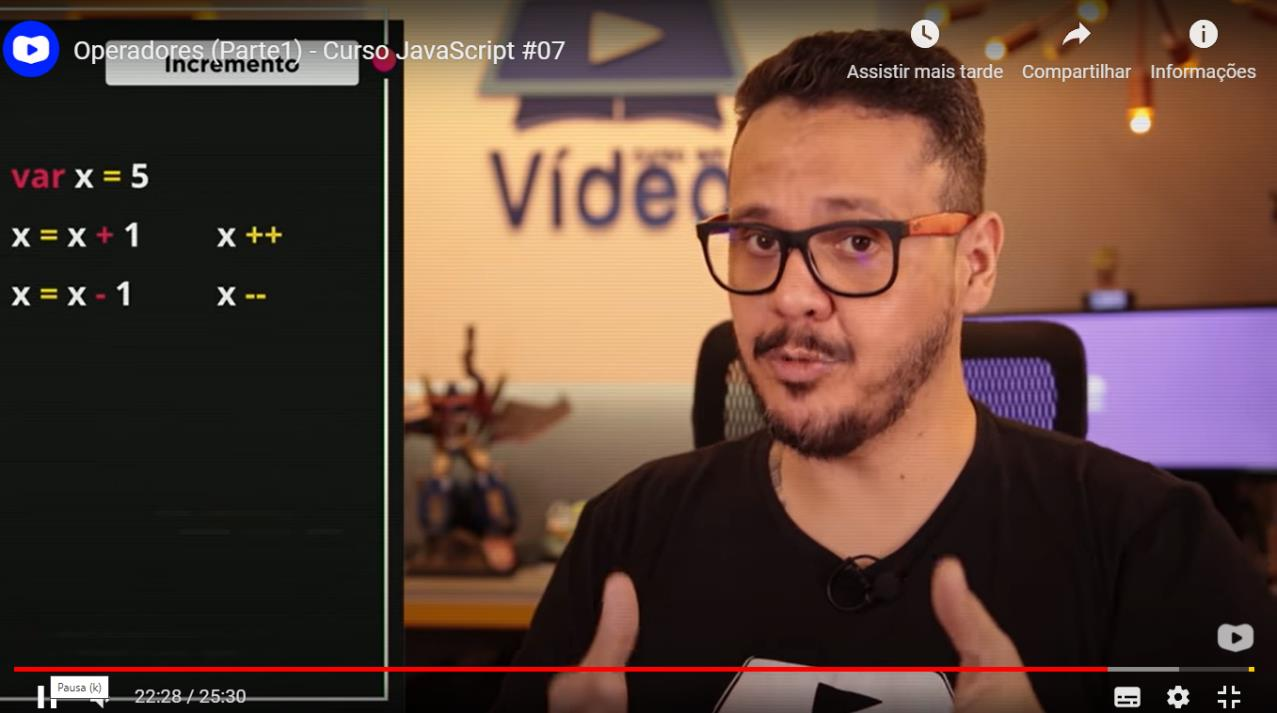 Operadores (Parte1) - Curso JavaScript #07
Assistir mais tarde
Compartilhar
Informações
Incremento
var x = 5
x = x + 1 x ++
x = x - 1 x --
Vídeo
Pausa (k)
22:28 / 25:30